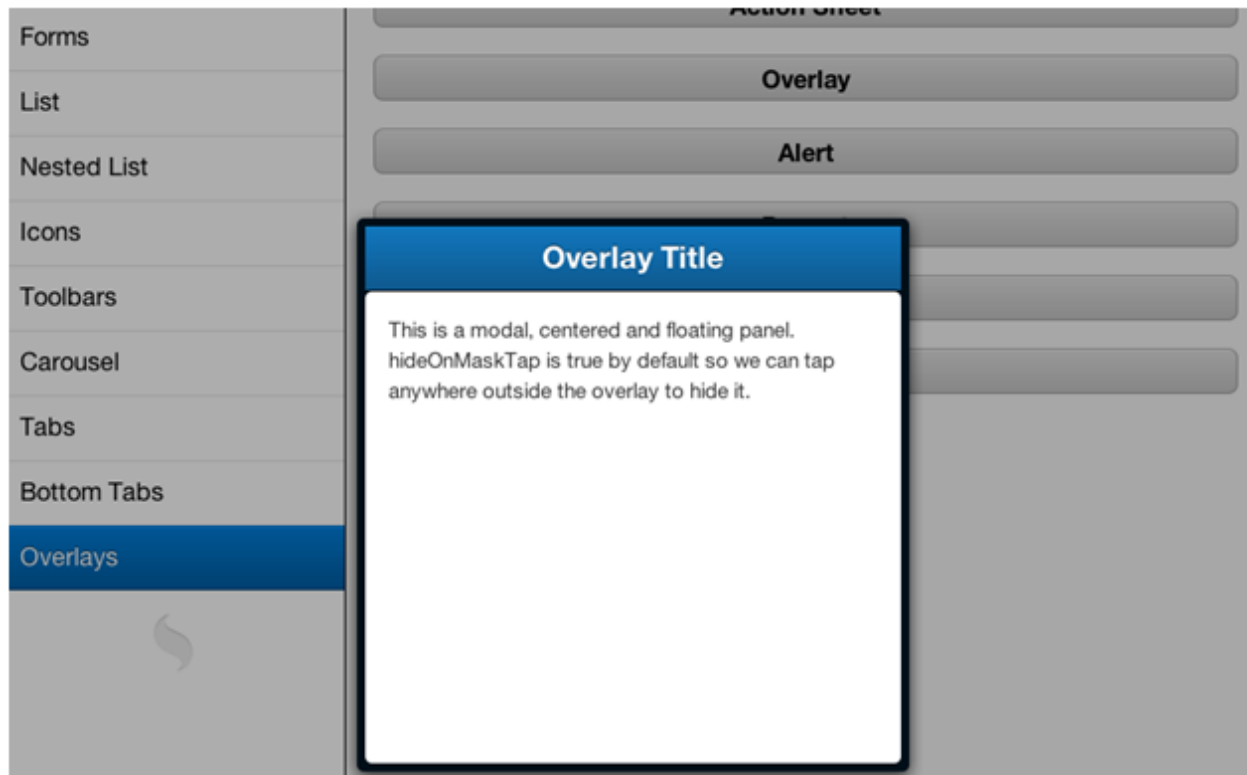 Forms
List
Nested List
Icons
Toolbars
Carousel
Tabs
Bottom Tabs
Overlays
Action Sheet
Overlay
Alert
Overlay Title
This is a modal, centered and floating panel.
hideOnMaskTap is true by default so we can tap
anywhere outside the overlay to hide it.